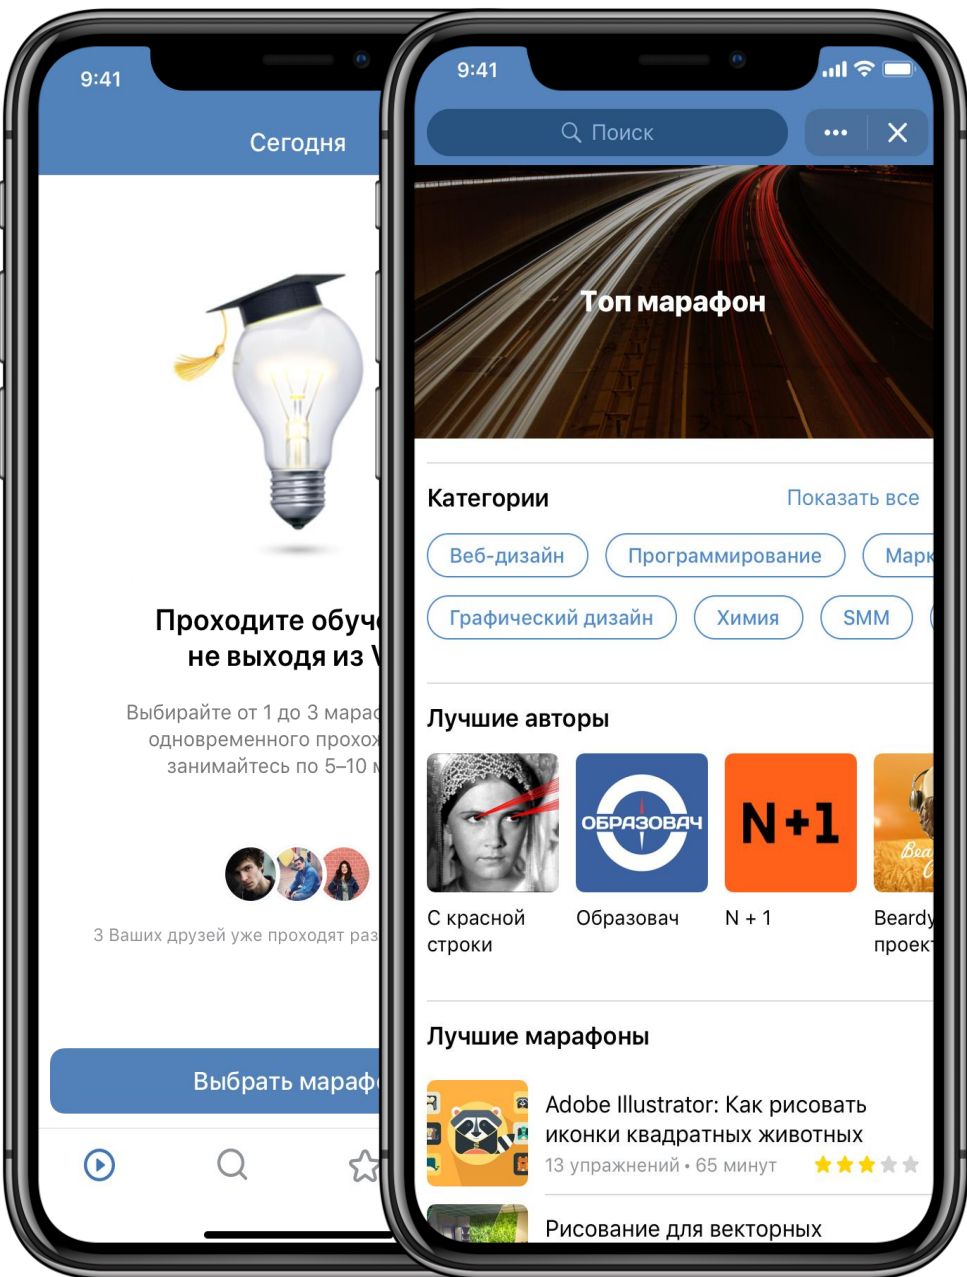 9:41
Сегодня
Проходите обуч
не выходя из
Выбирайте от 1 до 3 мара
одновременного прохо
занимайтесь по 5–10
3 Ваших друзей уже проходят раз
Выбрать мараф
9:41
Поиск
Топ марафон
Категории
Показать все
Веб-дизайн
Программирование
Марк
Графический дизайн
Химия
SMM
Лучшие авторы
ОБРАЗОВАЧ
N+1
Bea
С красной
строки
Образовач
N + 1
Beardy
проект
Лучшие марафоны
Adobe Illustrator: Как рисовать
иконки квадратных животных
13 упражнений • 65 минут
Рисование для векторных